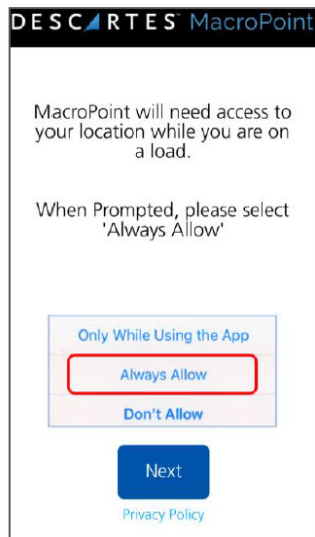 DESCARTES™ MacroPoint
MacroPoint will need access to
your location while you are on
a load.
When Prompted, please select
'Always Allow'
Only While Using the App
Always Allow
Don't Allow
Next
Privacy Policy